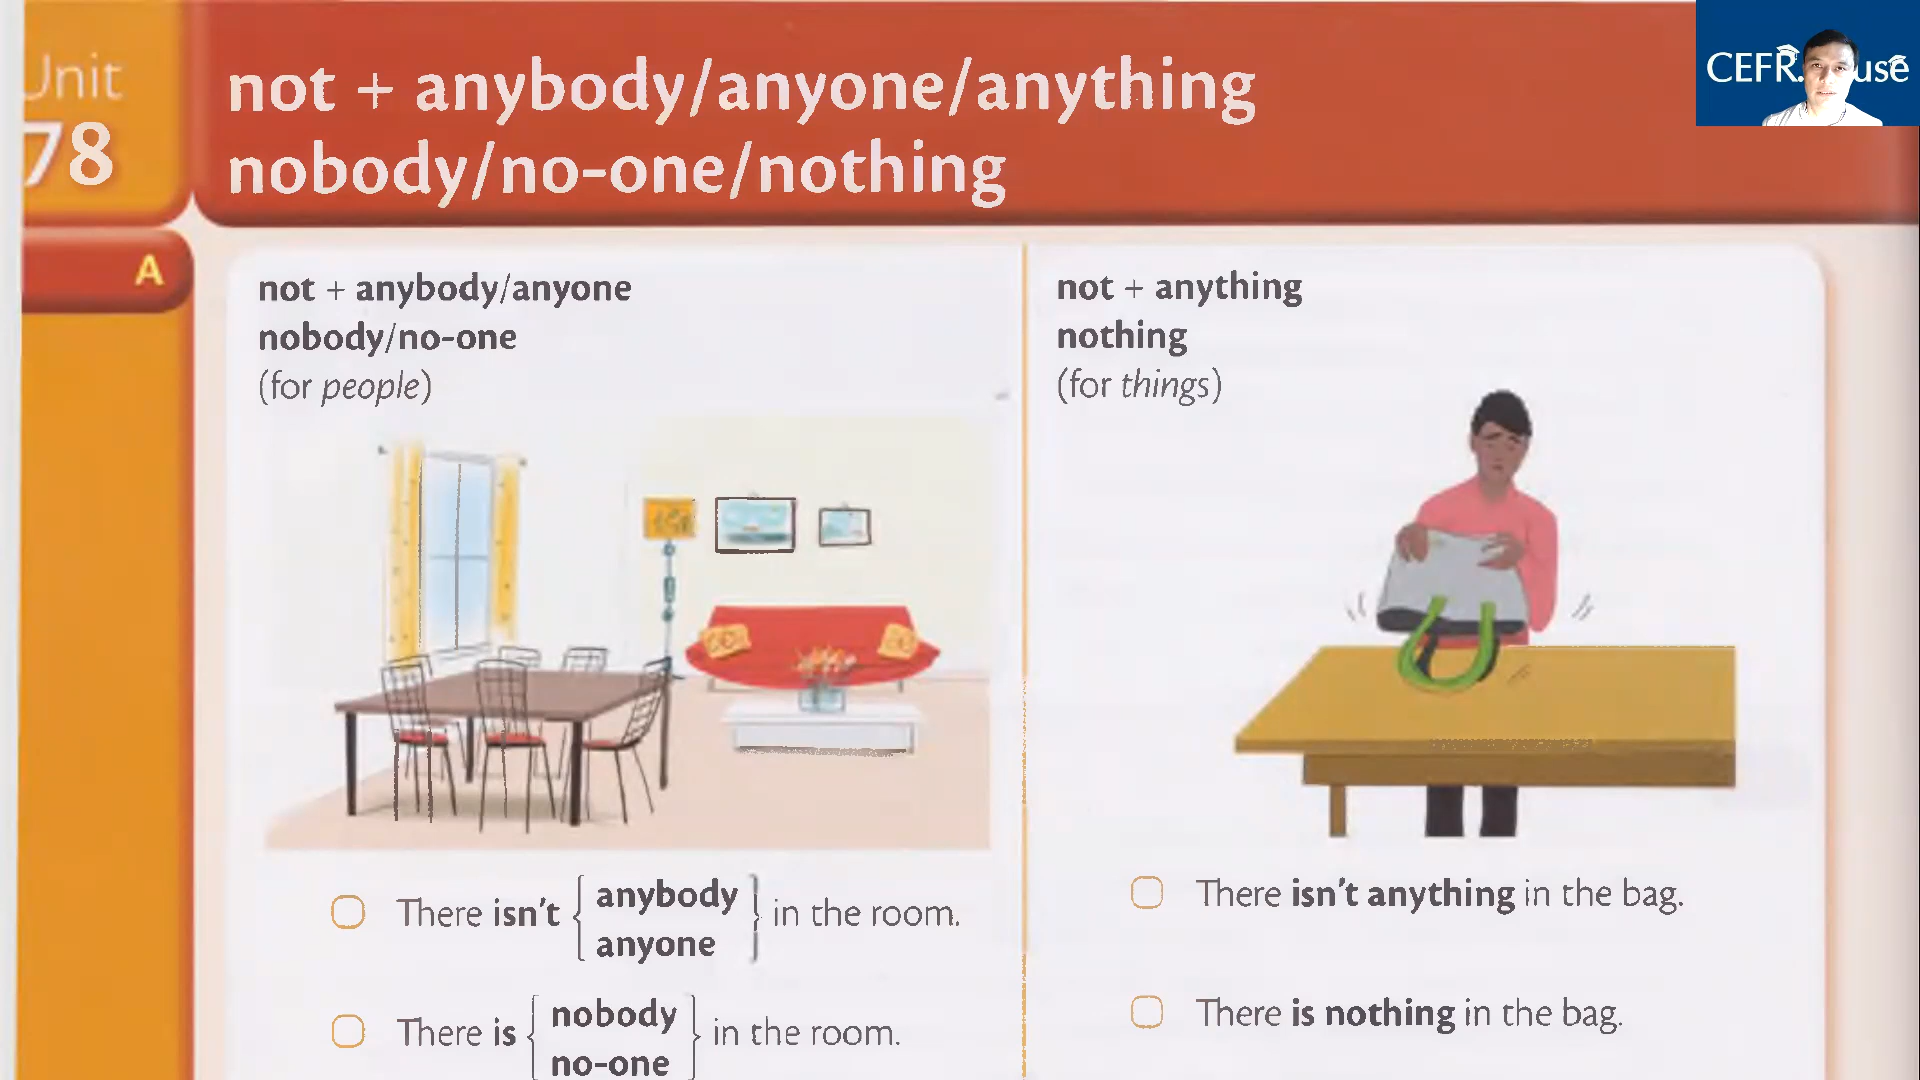 Unit
78
not + anybody/anyone/anything
nobody/no-one/nothing
CEFR.
use
A
not + anybody/anyone
nobody/no-one
(for people)
There isn't { anybody
anyone } in the room.
There is { nobody
no-one } in the room.
not + anything
nothing
(for things)
There isn't anything in the bag.
There is nothing in the bag.